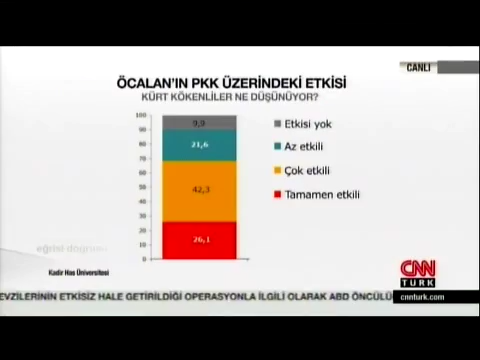 CANLI
ÖCALAN'IN PKK ÜZERİNDEKİ ETKİSİ
KÜRT KÖKENLİLER NE DÜŞÜNÜYOR?
100
90
80
70
60
50
40
30
20
10
0
9,9
21,6
42,3
26,1
Etkisi yok
Az etkili
Çok etkili
Tamamen etkili
eğrisi doğrusu
Kadir Has Üniversitesi
CNN
TURK
EVZİLERİNİN ETKİSİZ HALE GETİRİLDİĞİ OPERASYONLA İLGİLİ OLARAK ABD ÖNCÜLÜ
cnnturk.com